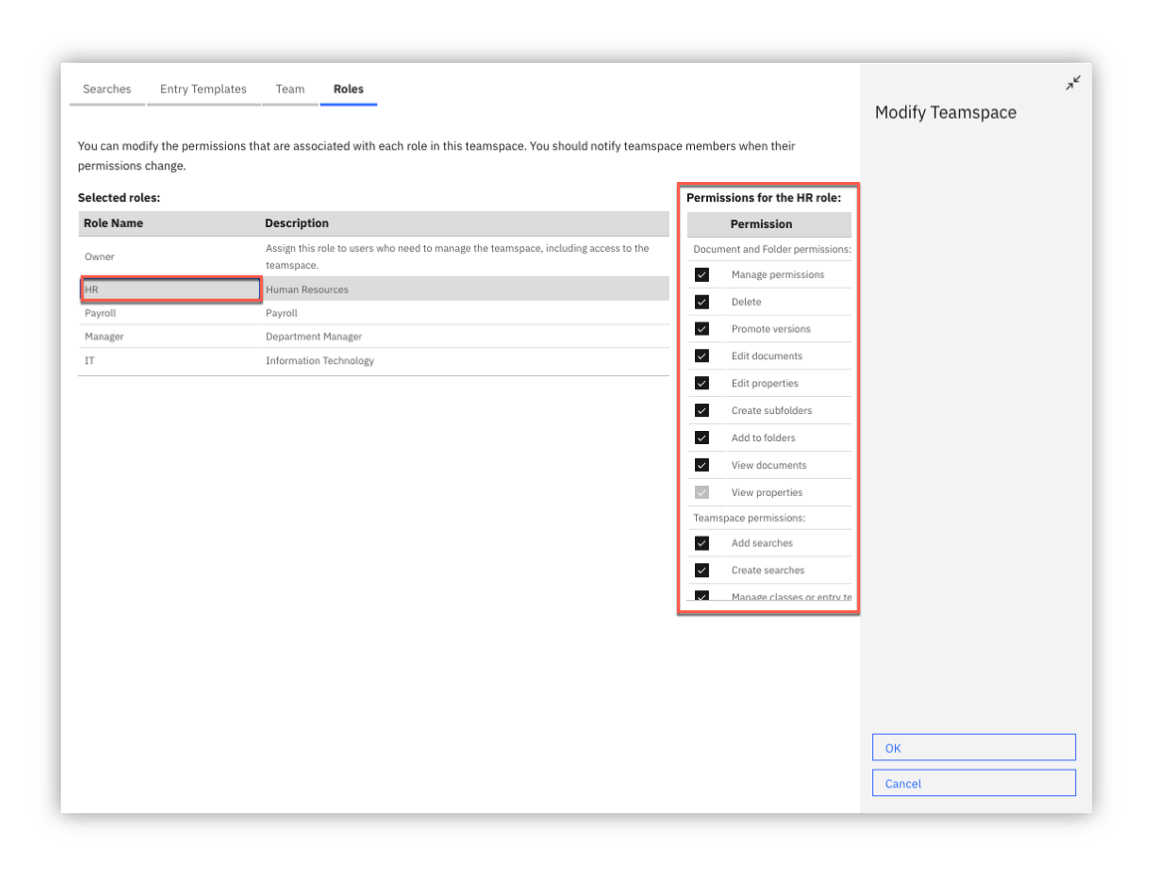 Searches Entry Templates Team Roles
Modify Teamspace
You can modify the permissions that are associated with each role in this teamspace. You should notify teamspace members when their
permissions change.
Selected roles:
Role Name Description
Owner Assign this role to users who need to manage the teamspace, including access to the
teamspace.
HR Human Resources
Payroll Payroll
Manager Department Manager
IT Information Technology
Permissions for the HR role:
Permission
Document and Folder permissions:
Manage permissions
Delete
Promote versions
Edit documents
Edit properties
Create subfolders
Add to folders
View documents
View properties
Teamspace permissions:
Add searches
Create searches
Manage classes or entry te
OK
Cancel